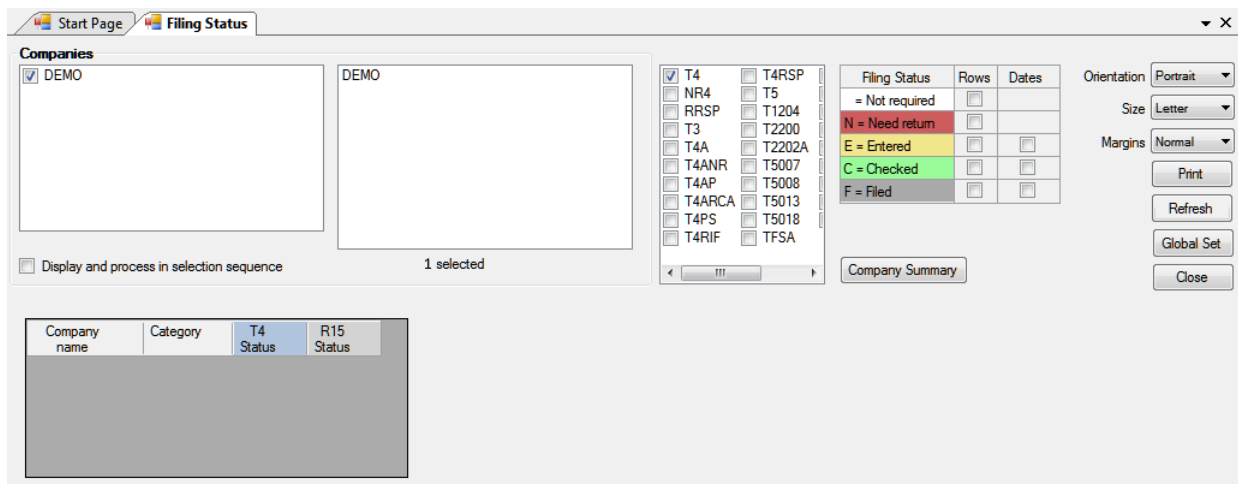 Start Page
Filing Status
Companies
DEMO
DEMO
Display and process in selection sequence
1 selected
T4
NR4
RRSP
T3
T4A
T4ANR
T4AP
T4ARCA
T4PS
T4RIF
T4RSP
T5
T1204
T2200
T2202A
T5007
T5008
T5013
T5018
TFSA
Filing Status Rows Dates
= Not required
N = Need return
E = Entered
C = Checked
F = Filed
Company Summary
Orientation Portrait
Size Letter
Margins Normal
Print
Refresh
Global Set
Close
Company name
Category
T4 Status
R15 Status